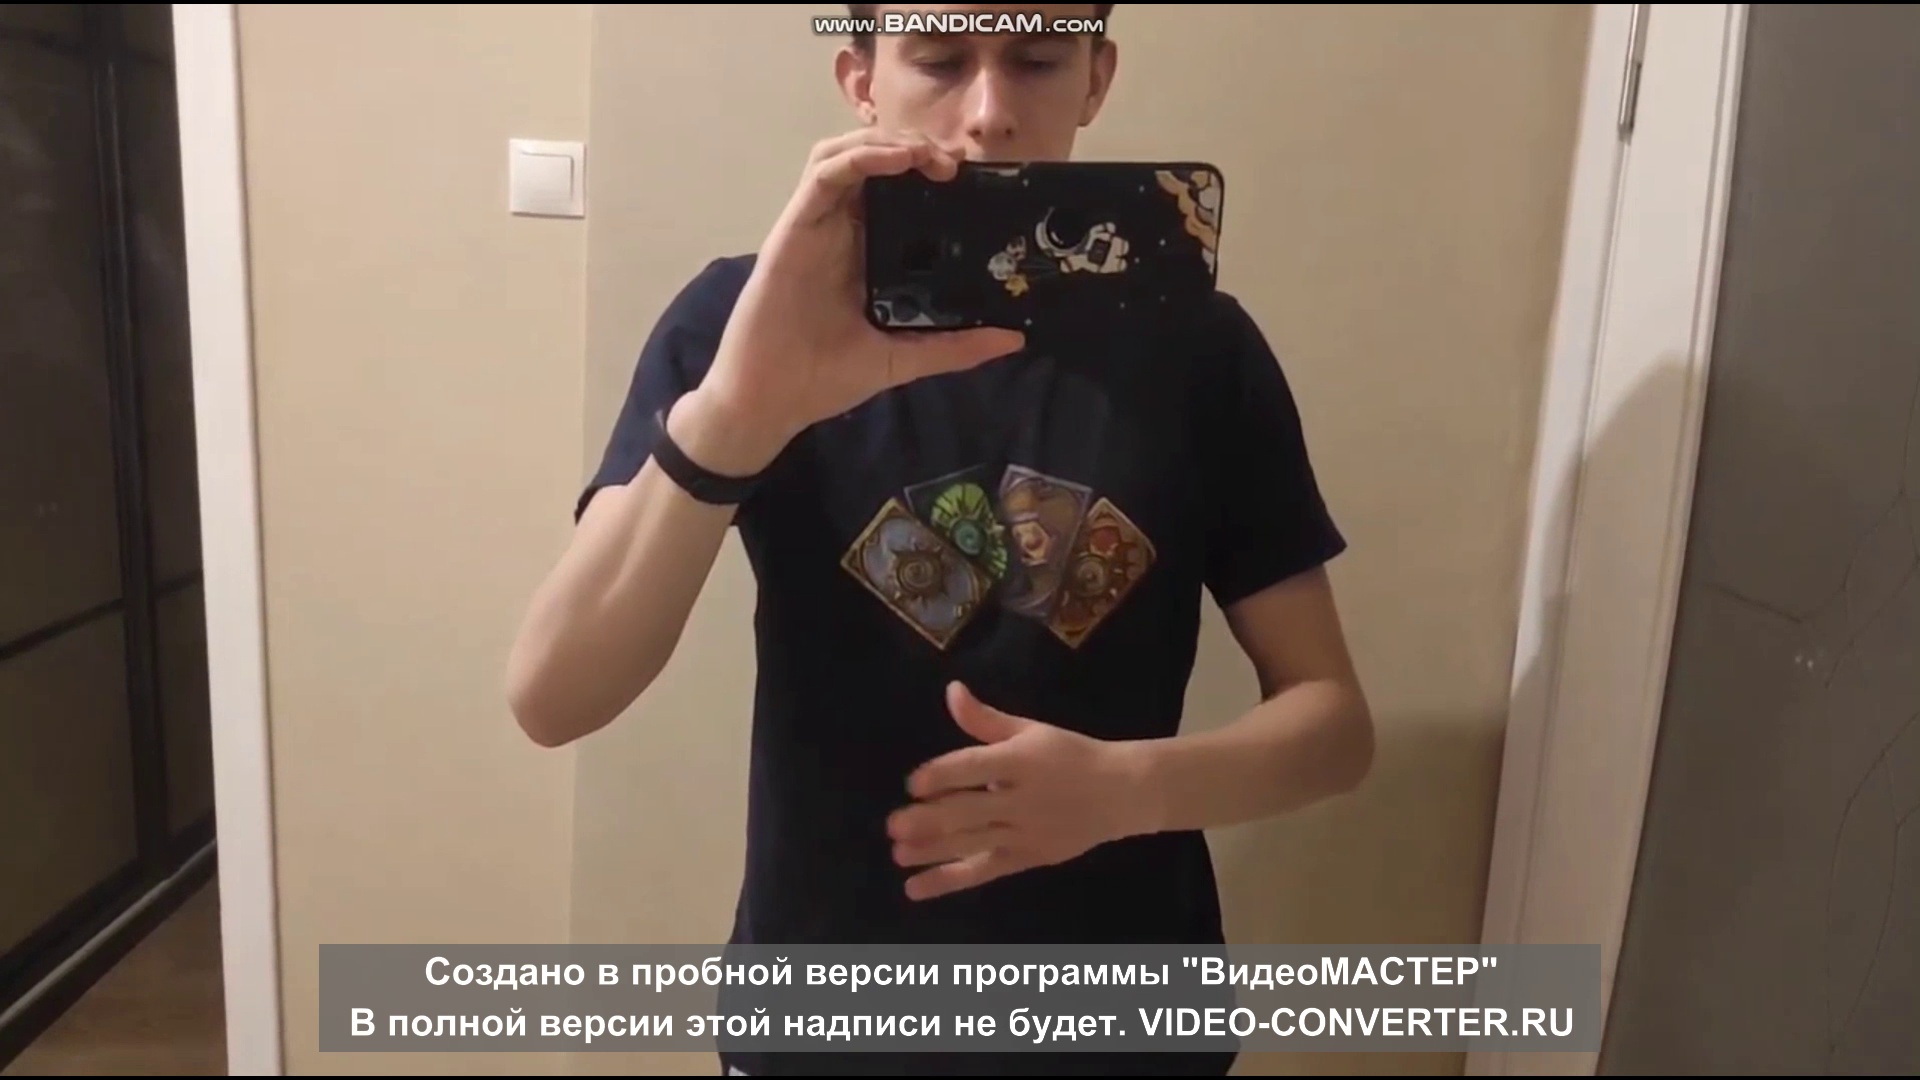 www.BANDICAM.com
Создано в пробной версии программы "ВидеоМАСТЕР"
В полной версии этой надписи не будет. VIDEO-CONVERTER.RU